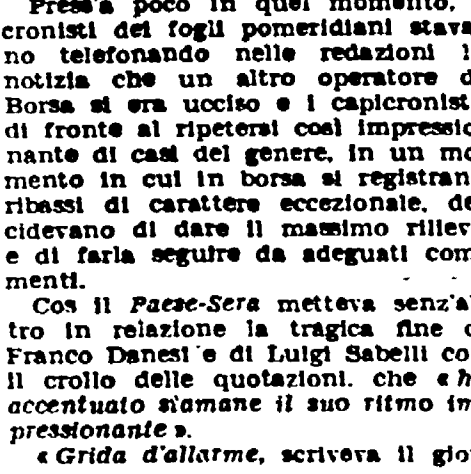 Press'a poco in quel momento,
cronisti dei fogli pomeridiani stava
no telefonando nelle redazioni l
notizia che un altro operatore d
Borsa si era ucciso e i capicronist
di fronte al ripetersi così impressio
nante di casi del genere, in un mo
mento in cui in borsa si registran
ribassi di carattere eccezionale, de
cidevano di dare il massimo riliev
e di farla seguire da adeguati com
menti.
Cos il Paese-Sera metteva senz'al
tro in relazione la tragica fine d
Franco Danesi e di Luigi Sabelli co
il crollo delle quotazioni. che « h
accentuato stamane il suo ritmo im
pressionante ».
« Grida d'allarme, scriveva il gior